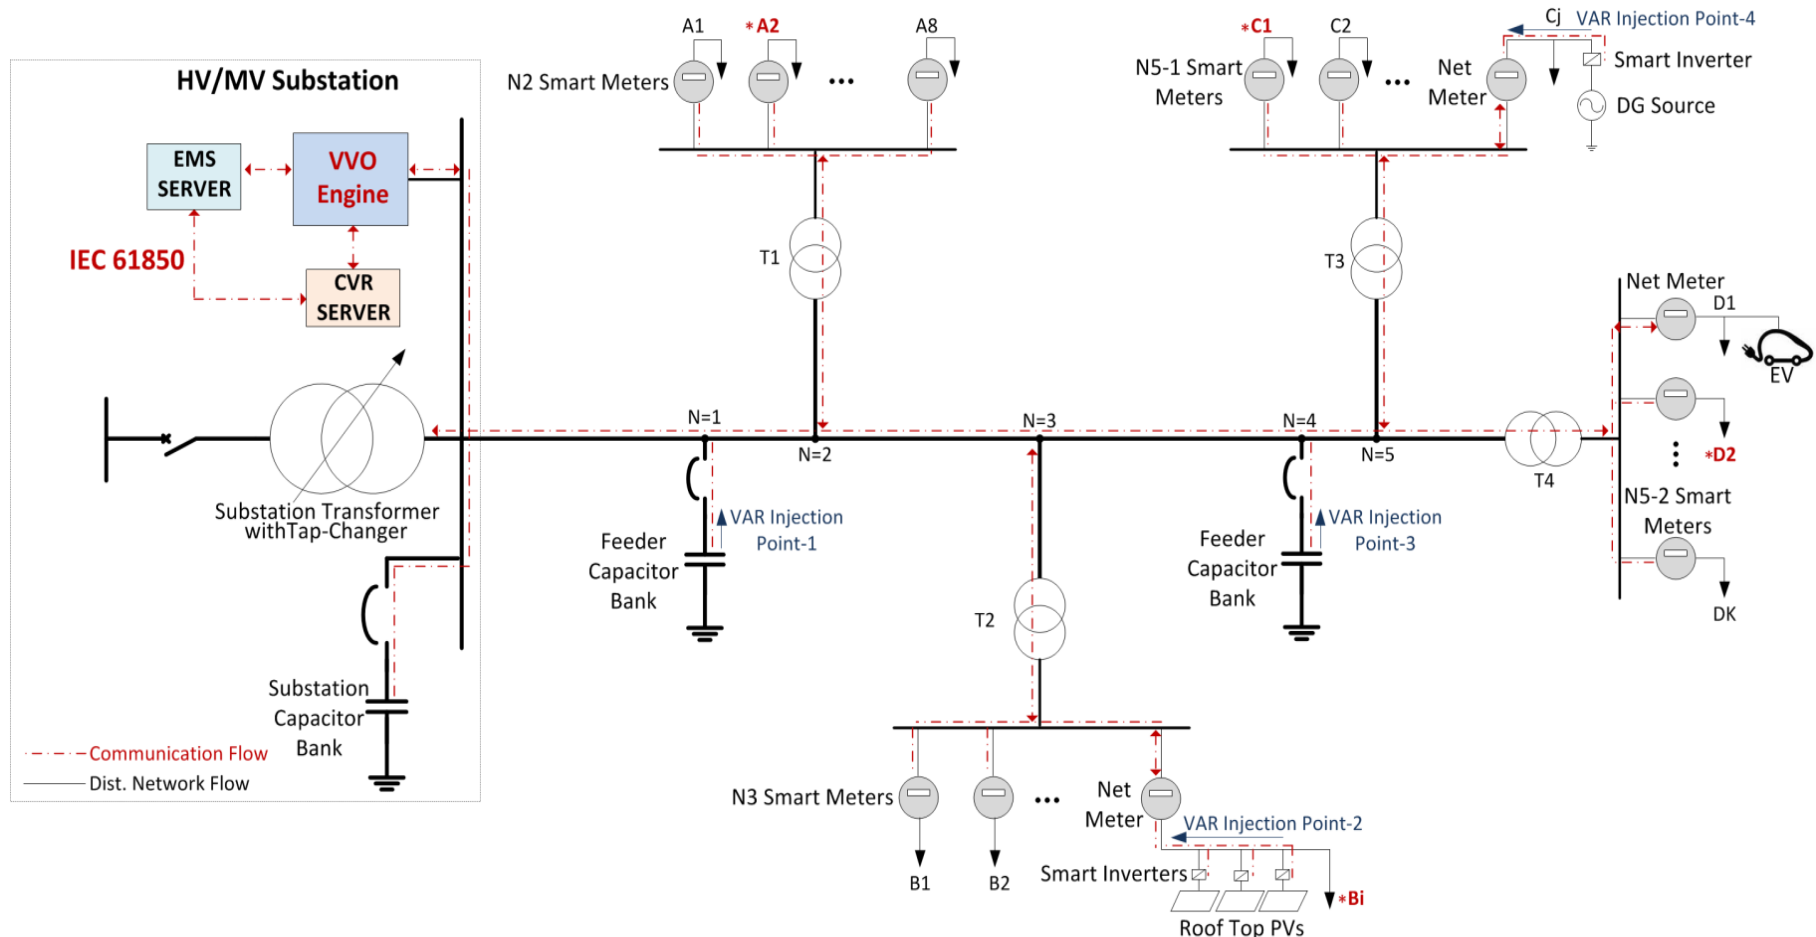 HV/MV Substation
EMS
SERVER
VVO
Engine
IEC 61850
CVR
SERVER
Substation Transformer
withTap-Changer
Substation
Capacitor
Bank
Communication Flow
Dist. Network Flow
A1
*A2
A8
N2 Smart Meters
...
T1
N=1
N=2
VAR Injection
Point-1
Feeder
Capacitor
Bank
N=3
T2
N3 Smart Meters
...
Net
Meter
B1
B2
VAR Injection Point-2
Smart Inverters
*Bi
Roof Top PVs
*C1
C2
Cj
VAR Injection Point-4
N5-1 Smart
Meters
...
Net
Meter
Smart Inverter
DG Source
T3
N=4
N=5
VAR Injection
Point-3
Feeder
Capacitor
Bank
T4
Net Meter
D1
EV
*D2
N5-2 Smart
Meters
DK